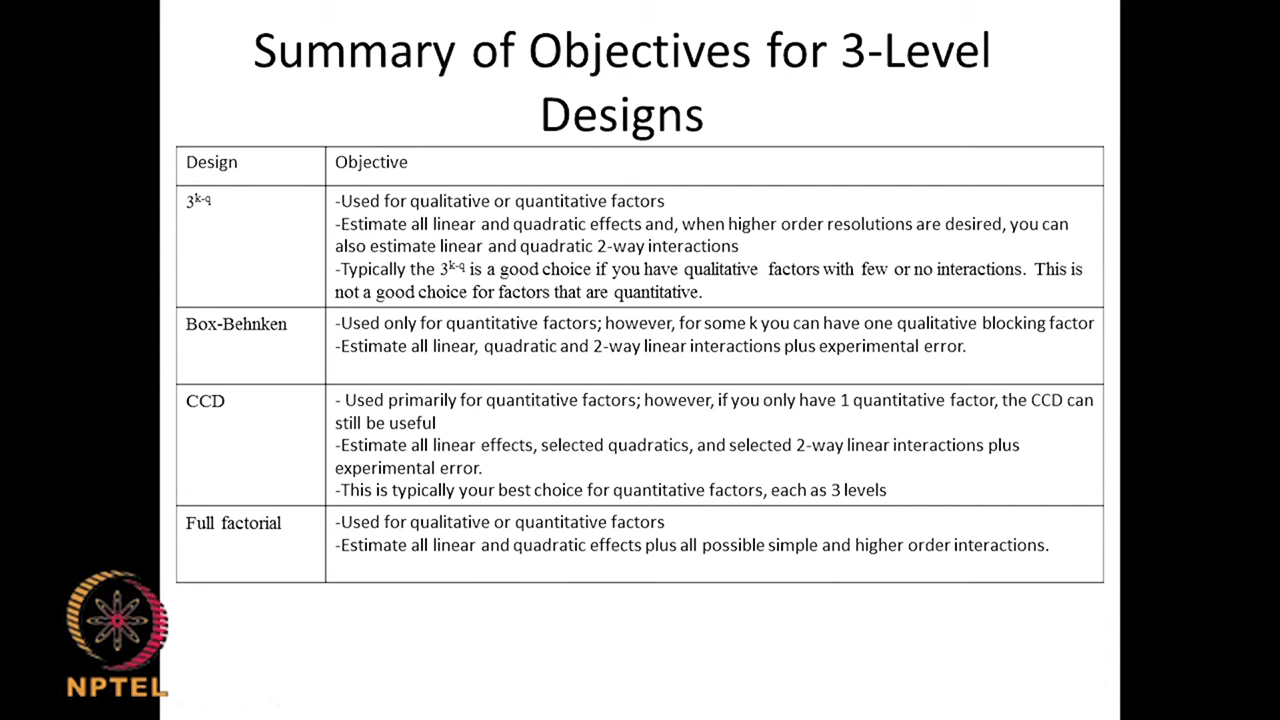 Summary of Objectives for 3-Level
Designs
Design
Objective
3^k-q
-Used for qualitative or quantitative factors
-Estimate all linear and quadratic effects and, when higher order resolutions are desired, you can
also estimate linear and quadratic 2-way interactions
-Typically the 3^k-q is a good choice if you have qualitative factors with few or no interactions. This is
not a good choice for factors that are quantitative.
Box-Behnken
-Used only for quantitative factors; however, for some k you can have one qualitative blocking factor
-Estimate all linear, quadratic and 2-way linear interactions plus experimental error.
CCD
- Used primarily for quantitative factors; however, if you only have 1 quantitative factor, the CCD can
still be useful
-Estimate all linear effects, selected quadratics, and selected 2-way linear interactions plus
experimental error.
-This is typically your best choice for quantitative factors, each as 3 levels
Full factorial
-Used for qualitative or quantitative factors
-Estimate all linear and quadratic effects plus all possible simple and higher order interactions.
NPTEL